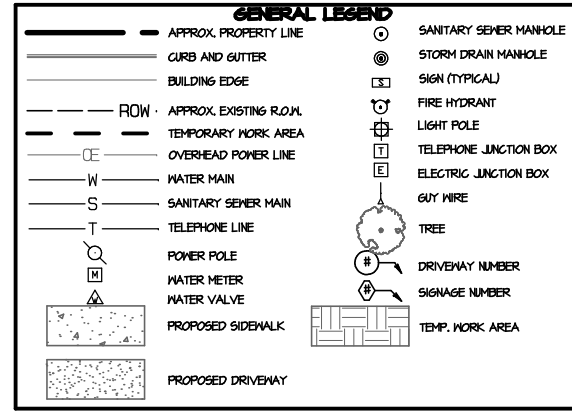 GENERAL LEGEND
APPROX. PROPERTY LINE
CURB AND GUTTER
BUILDING EDGE
ROW APPROX. EXISTING R.O.W.
TEMPORARY WORK AREA
OE OVERHEAD POWER LINE
W WATER MAIN
S SANITARY SEWER MAIN
T TELEPHONE LINE
POWER POLE
M WATER METER
W WATER VALVE
PROPOSED SIDEWALK
PROPOSED DRIVEWAY
SANITARY SEWER MANHOLE
STORM DRAIN MANHOLE
S SIGN (TYPICAL)
FIRE HYDRANT
LIGHT POLE
T TELEPHONE JUNCTION BOX
E ELECTRIC JUNCTION BOX
GUY WIRE
TREE
# DRIVEWAY NUMBER
# SIGNAGE NUMBER
TEMP. WORK AREA